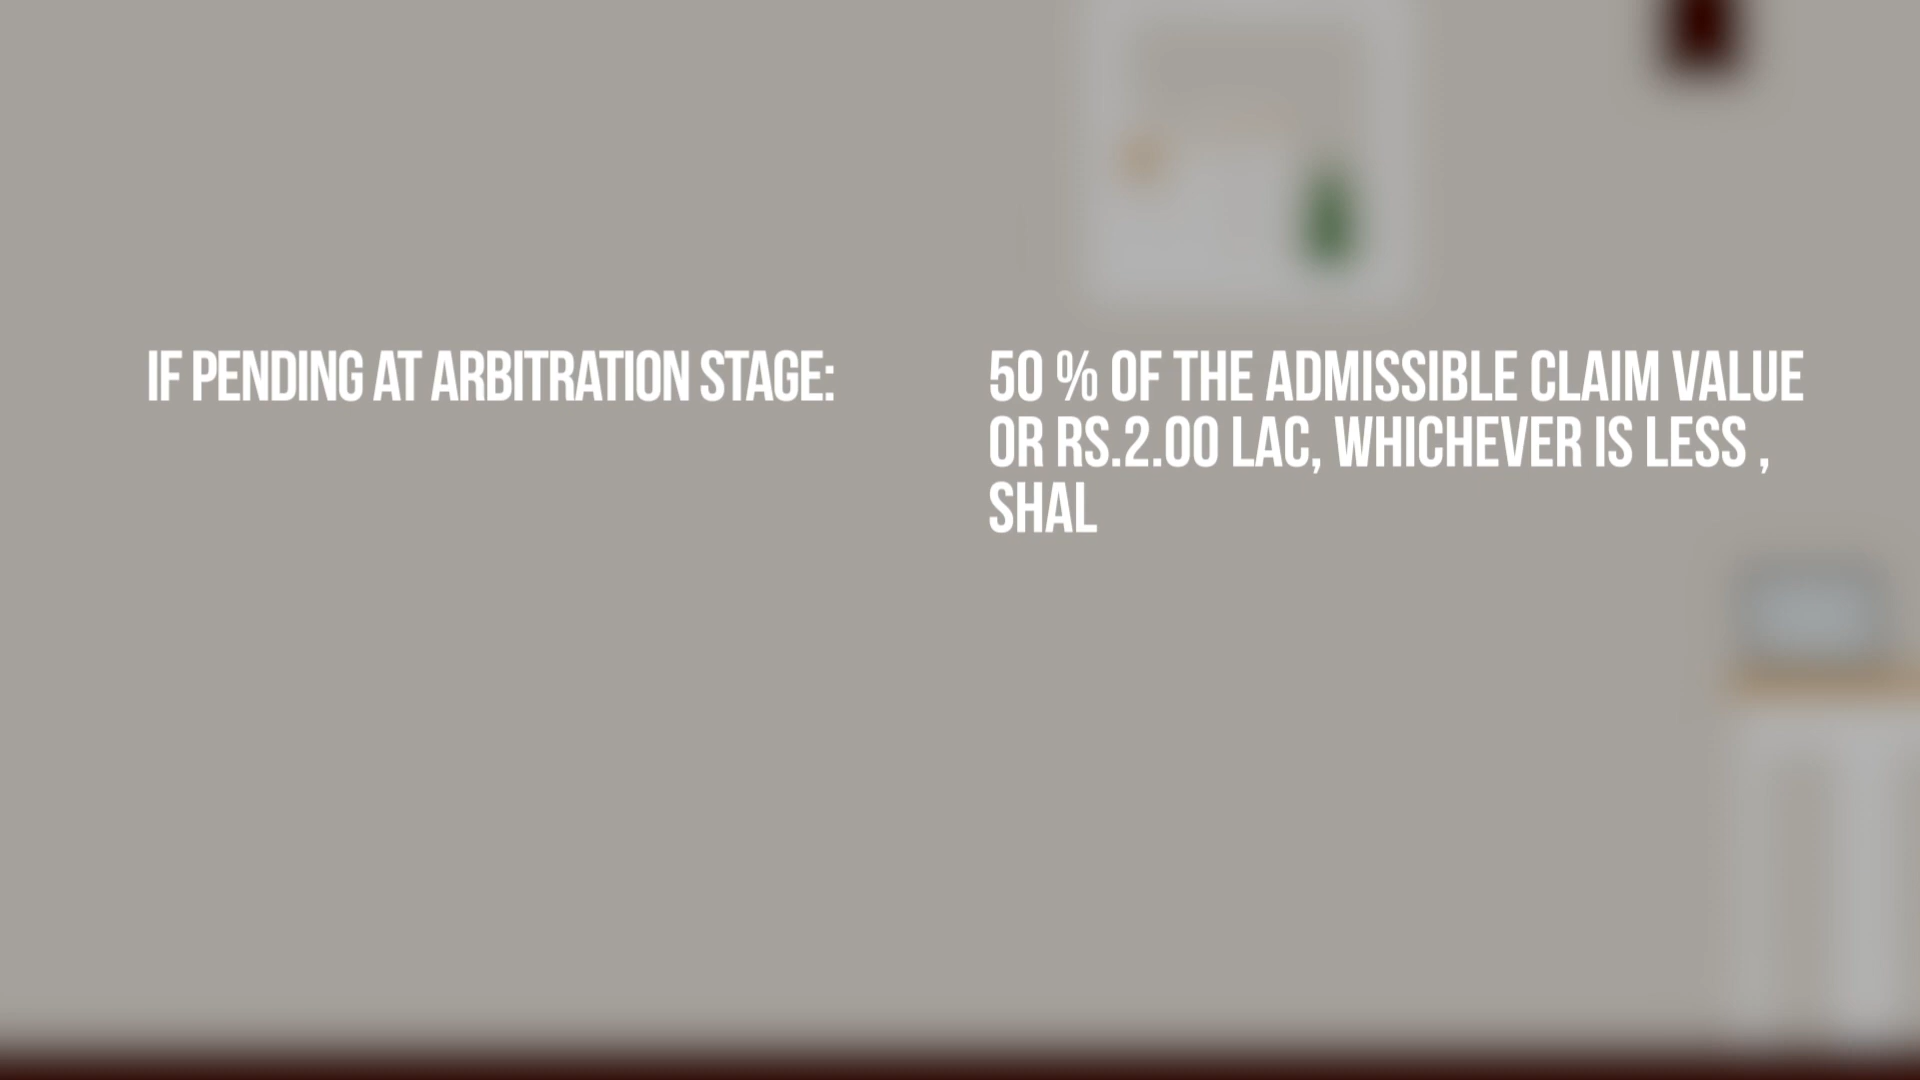 IF PENDING AT ARBITRATION STAGE:
50 % OF THE ADMISSIBLE CLAIM VALUE
OR RS.2.00 LAC, WHICHEVER IS LESS ,
SHAL